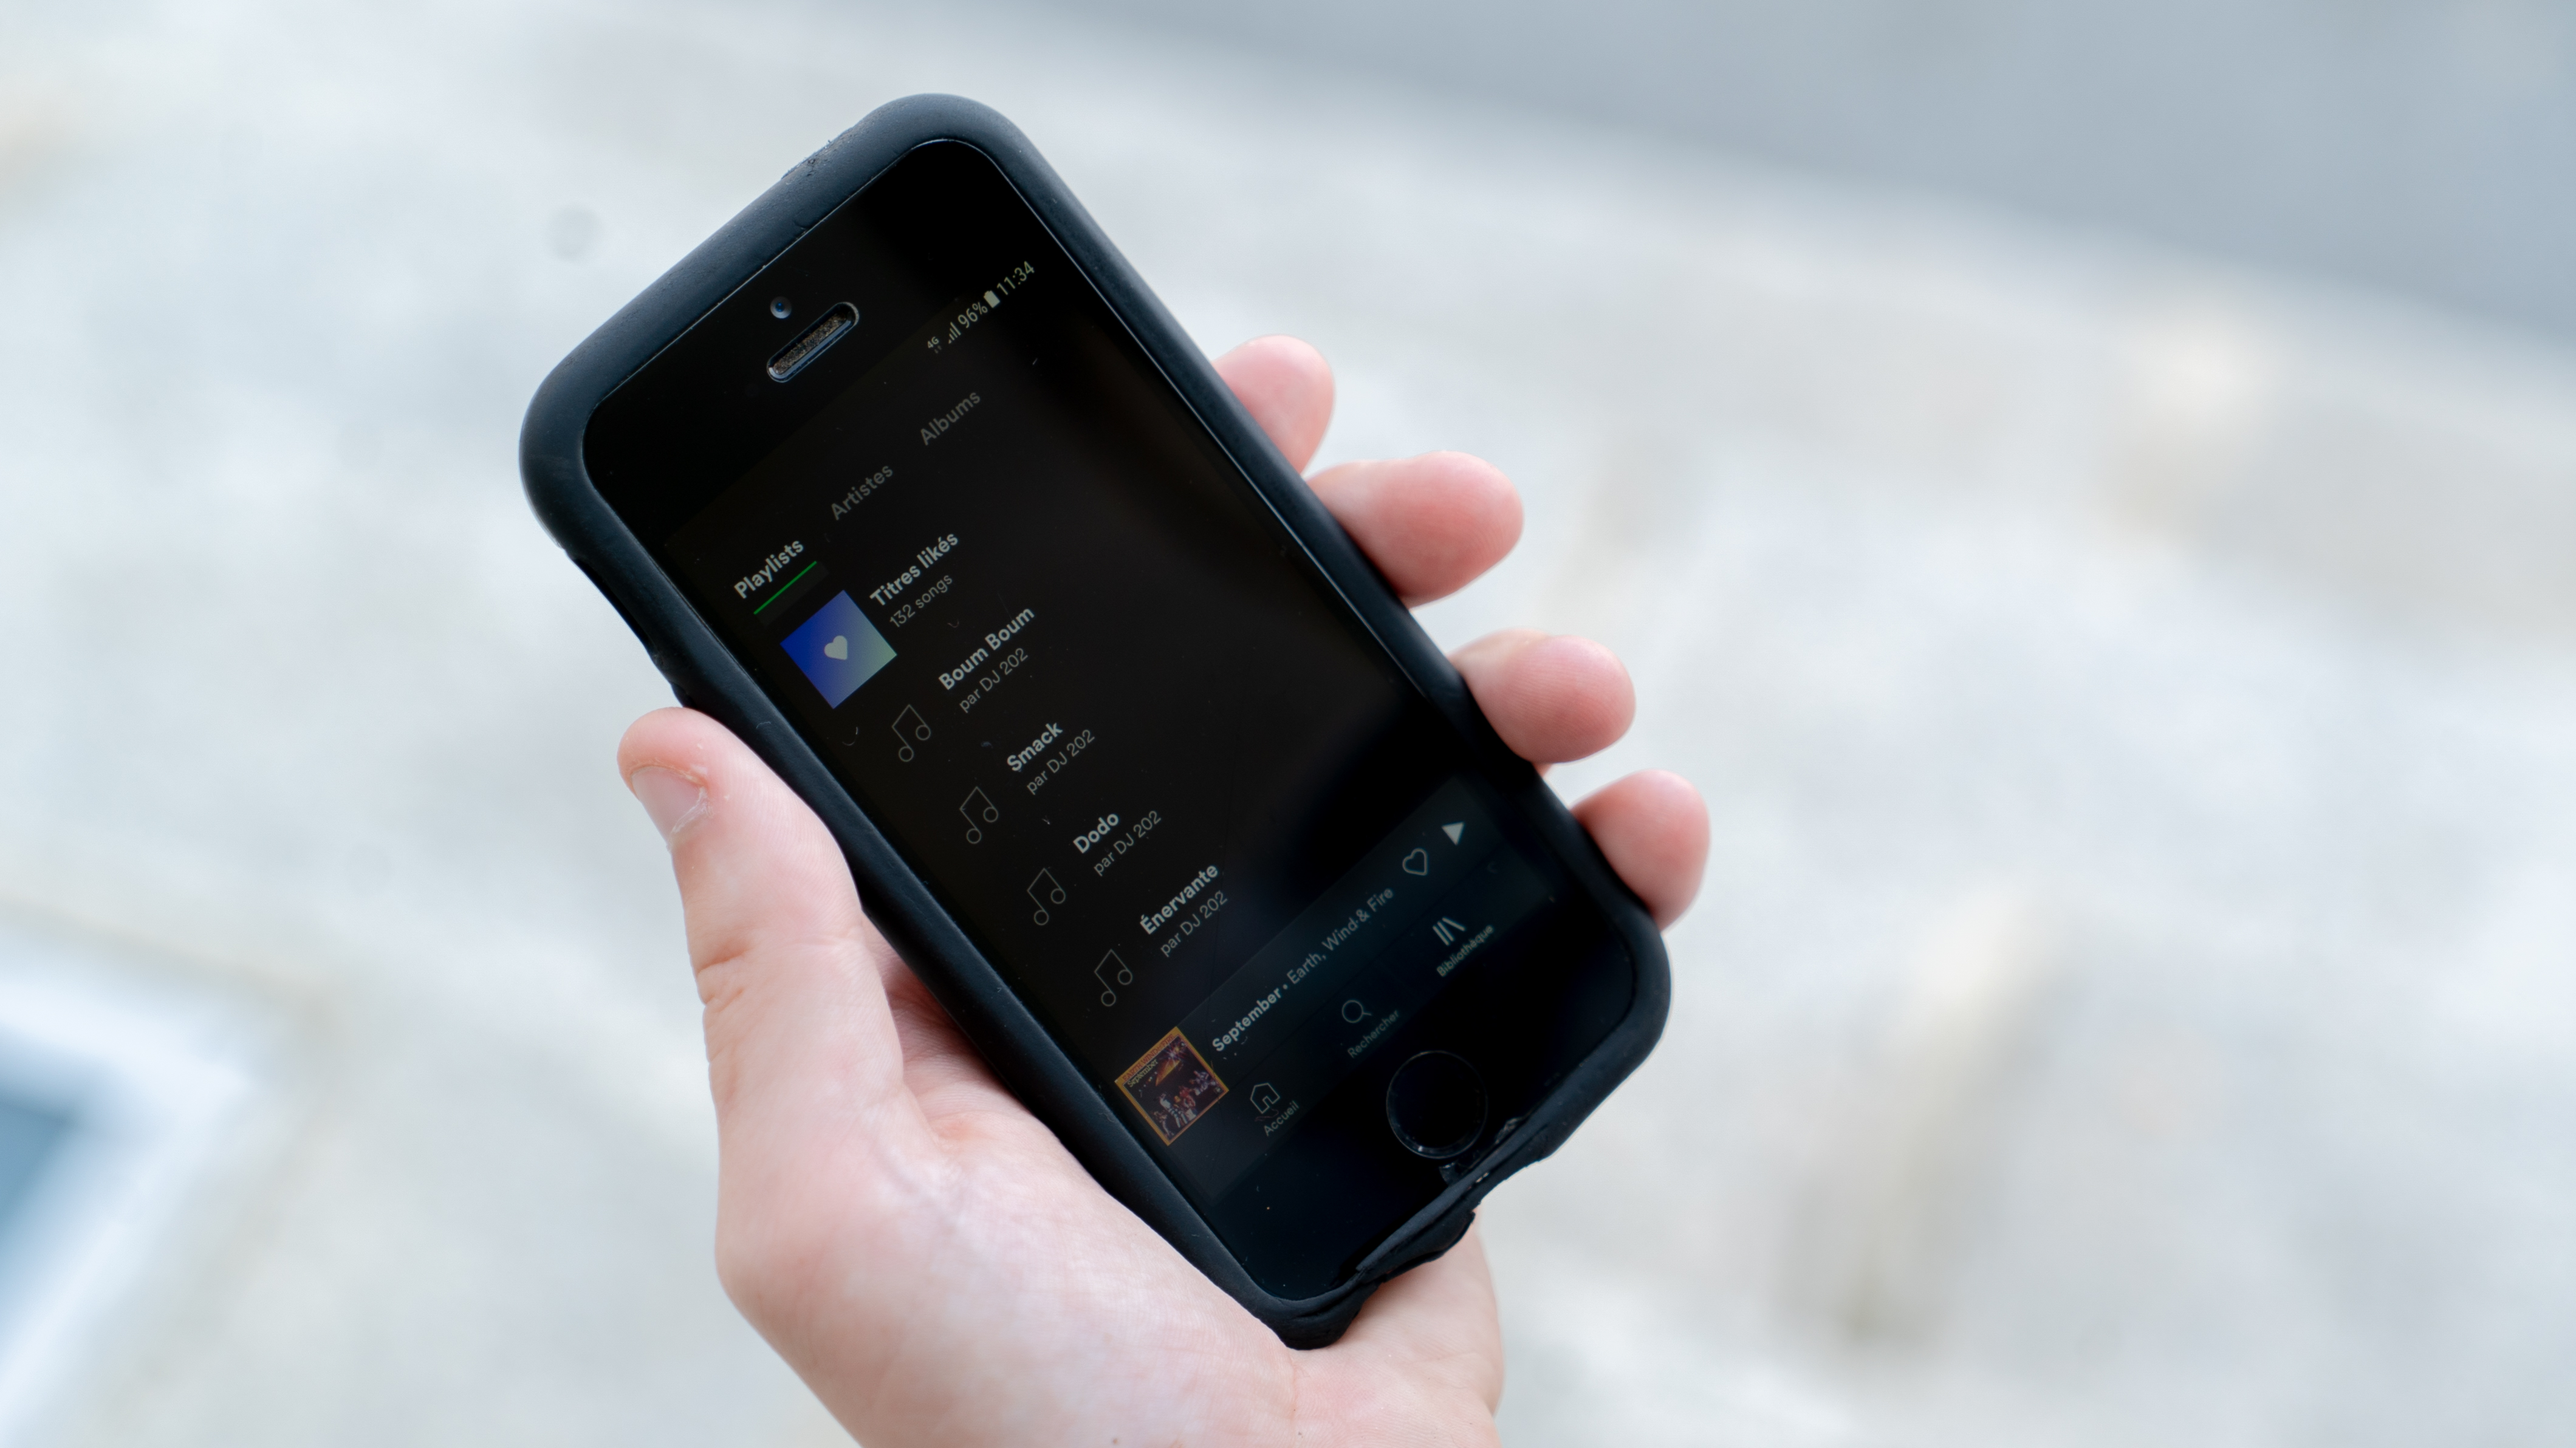 4G 96% 11:34
Playlists Artistes Albums
Titres likés
132 songs
Boum Boum
par DJ 202
Smack
par DJ 202
Dodo
par DJ 202
Énervante
par DJ 202
September • Earth, Wind & Fire
September
Accueil Rechercher Bibliothèque